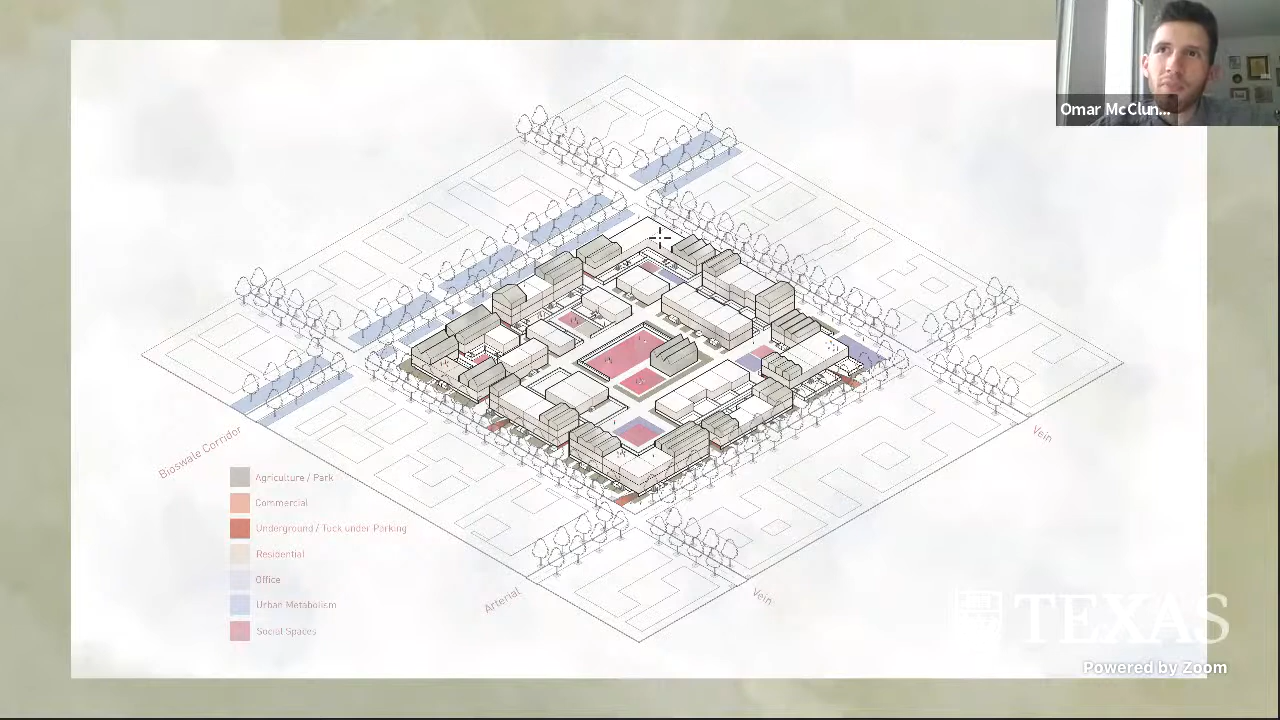 Omar McClun...
Bioswale Corridor
Vein
Agriculture / Park
Commercial
Underground / Tuck under Parking
Residential
Office
Urban Metabolism
Social Spaces
Arterial
Vein
TEXAS
Powered by Zoom